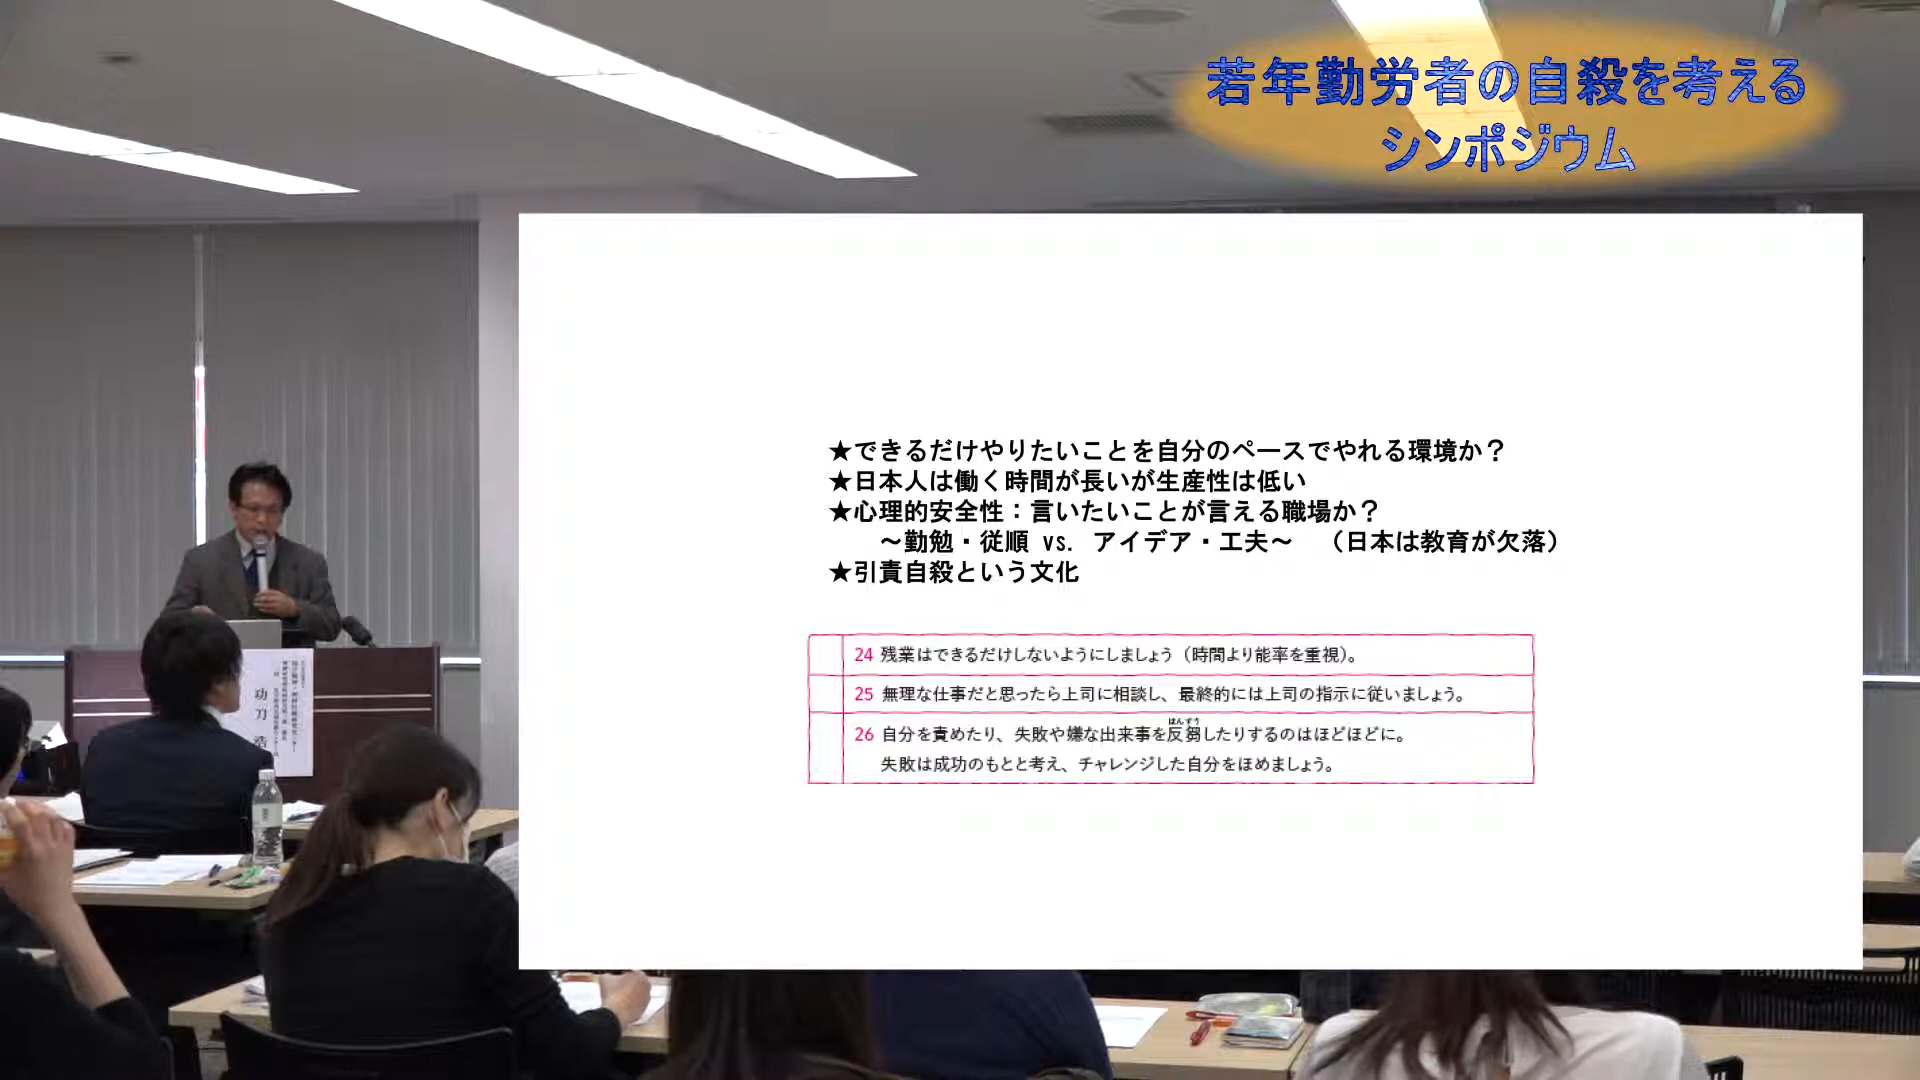 若年勤労者の自殺を考える
シンポジウム
★できるだけやりたいことを自分のペースでやれる環境か?
★日本人は働く時間が長いが生産性は低い
★心理的安全性：言いたいことが言える職場か?
～勤勉・従順 vs. アイデア・工夫～ （日本は教育が欠落）
★引責自殺という文化
24 残業はできるだけしないようにしましょう（時間より能率を重視）。
25 無理な仕事だと思ったら上司に相談し、最終的には上司の指示に従いましょう。
はんすう
26 自分を責めたり、失敗や嫌な出来事を反芻したりするのはほどほどに。
失敗は成功のもとと考え、チャレンジした自分をほめましょう。
功刀 浩